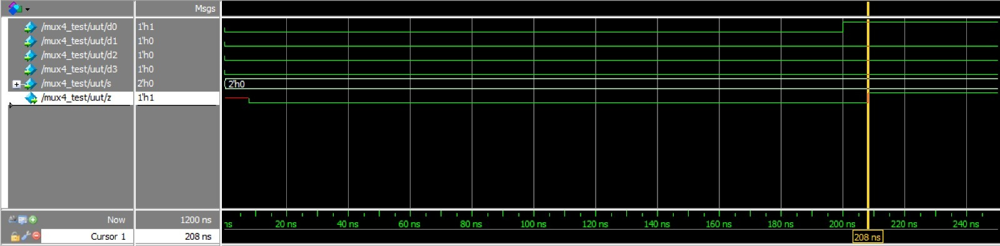 Msgs
/mux4_test/uut/d0 1'h1
/mux4_test/uut/d1 1'h0
/mux4_test/uut/d2 1'h0
/mux4_test/uut/d3 1'h0
/mux4_test/uut/s 2'h0 2'h0
/mux4_test/uut/z 1'h1
Now 1200 ns ns 20 ns 40 ns 60 ns 80 ns 100 ns 120 ns 140 ns 160 ns 180 ns 200 ns 220 ns 240 ns
Cursor 1 208 ns 208 ns